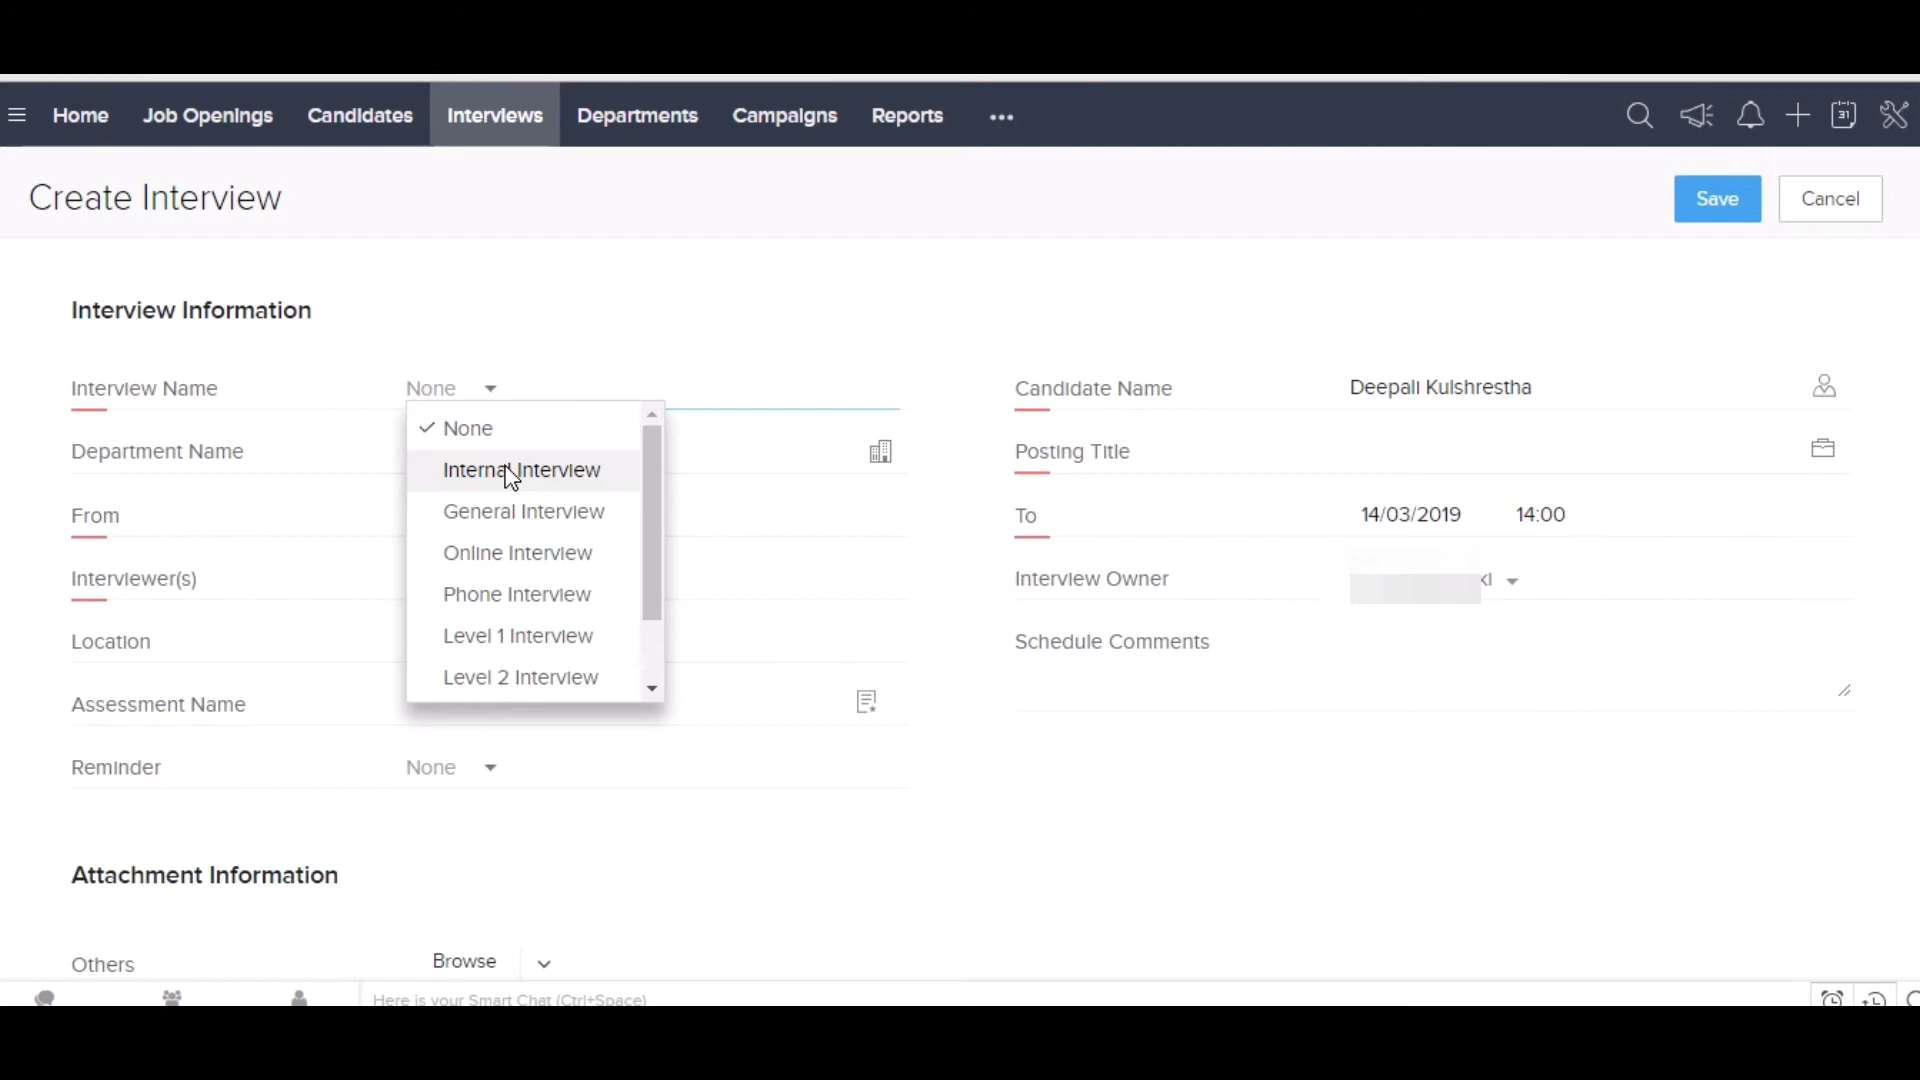 Home Job Openings Candidates Interviews Departments Campaigns Reports ••• 31
Create Interview Save Cancel
Interview Information
Interview Name None
Candidate Name Deepali Kulshrestha
None
Internal Interview
General Interview
Online Interview
Phone Interview
Level 1 Interview
Level 2 Interview
Department Name
Posting Title
From
To 14/03/2019 14:00
Interviewer(s)
Interview Owner
Location
Schedule Comments
Assessment Name
Reminder None
Attachment Information
Others Browse
Here is your Smart Chat (Ctrl+Space)